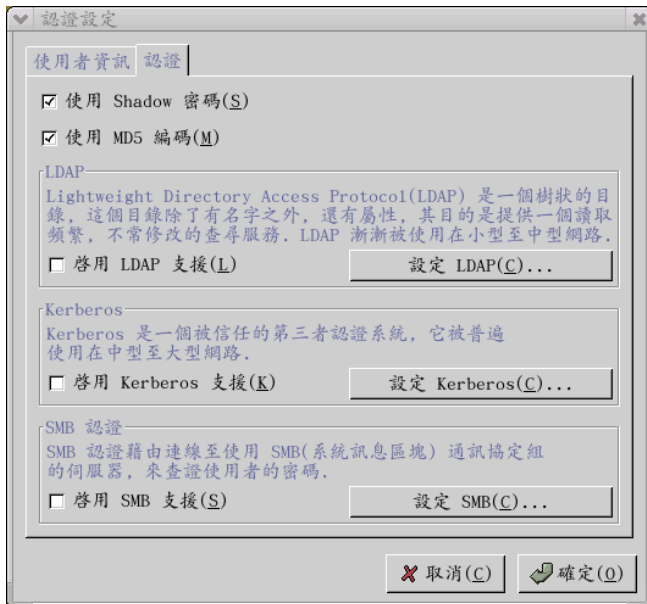 認證設定
使用者資訊 認證
使用 Shadow 密碼(S)
使用 MD5 編碼(M)
LDAP
Lightweight Directory Access Protocol(LDAP) 是一個樹狀的目
錄, 這個目錄除了有名字之外, 還有屬性, 其目的是提供一個讀取
頻繁, 不常修改的查尋服務. LDAP 漸漸被使用在小型至中型網路.
啓用 LDAP 支援(L) 設定 LDAP(C)...
Kerberos
Kerberos 是一個被信任的第三者認證系統, 它被普遍
使用在中型至大型網路.
啓用 Kerberos 支援(K) 設定 Kerberos(C)...
SMB 認證
SMB 認證藉由連線至使用 SMB(系統訊息區塊) 通訊協定組
的伺服器, 來查證使用者的密碼.
啓用 SMB 支援(S) 設定 SMB(C)...
取消(C) 確定(O)